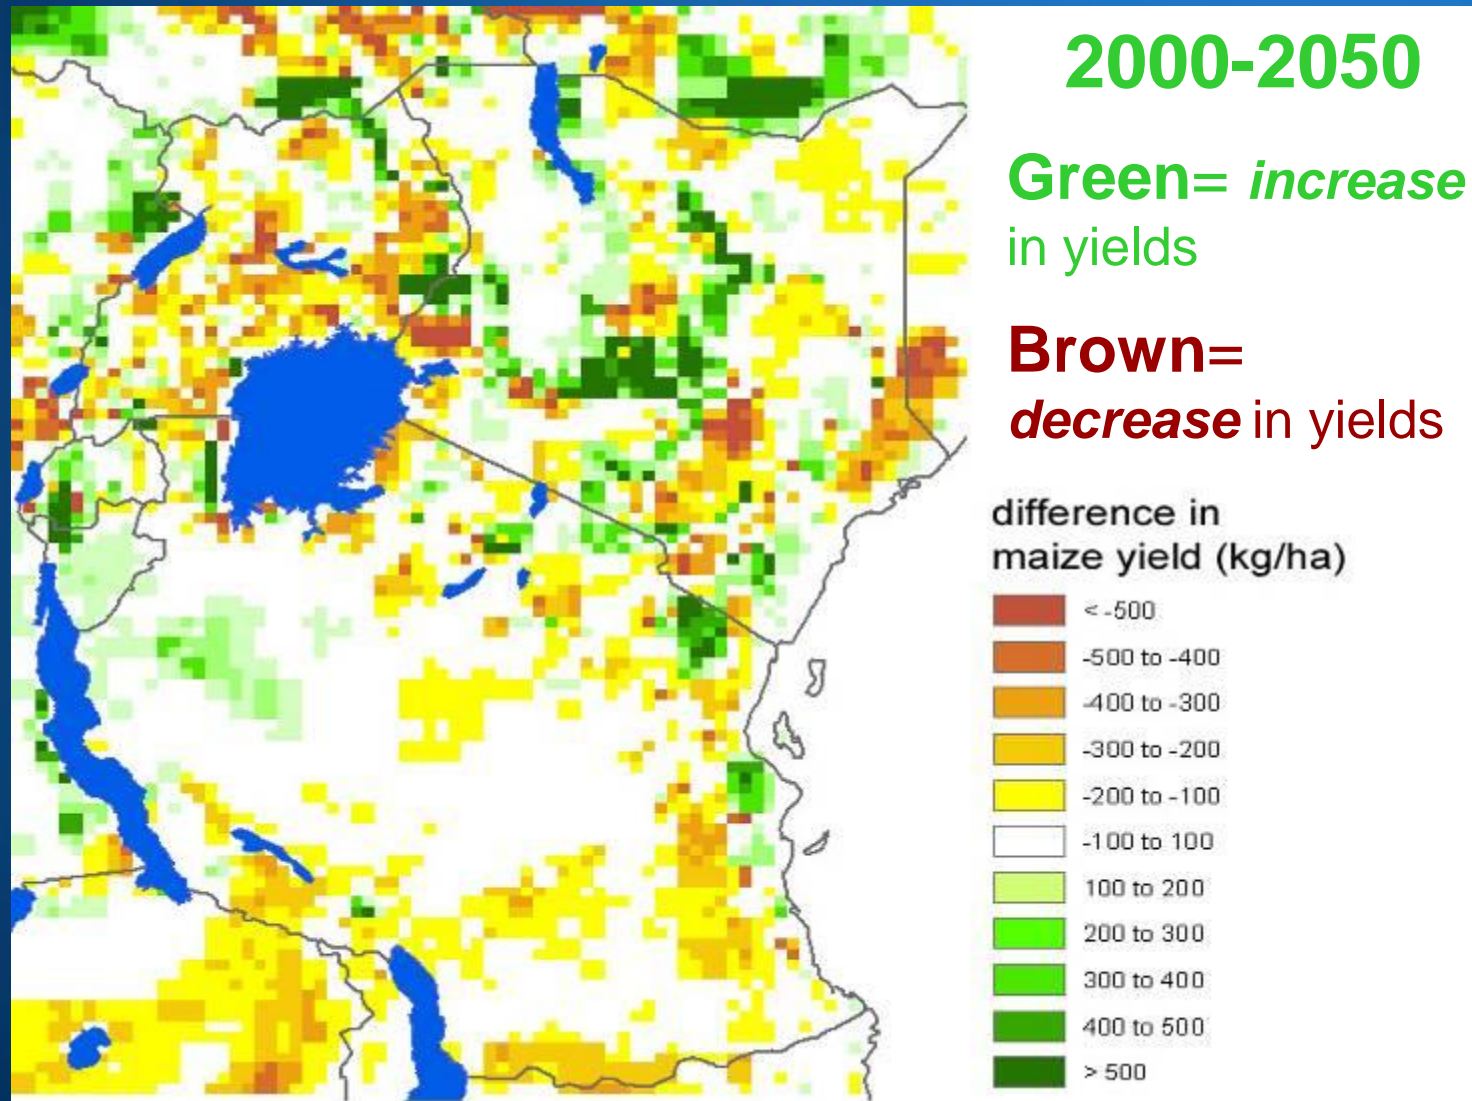 2000-2050
Green= increase
in yields
Brown=
decrease in yields
difference in
maize yield (kg/ha)
< -500
-500 to -400
-400 to -300
-300 to -200
-200 to -100
-100 to 100
100 to 200
200 to 300
300 to 400
400 to 500
> 500